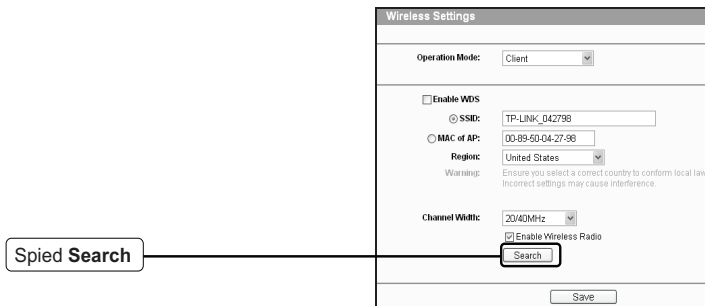 Wireless Settings
Operation Mode: Client
Enable WDS
SSID: TP-LINK_042798
MAC of AP: 00-89-50-04-27-98
Region: United States
Warning: Ensure you select a correct country to conform local law
Incorrect settings may cause interference.
Channel Width: 20/40MHz
Enable Wireless Radio
Spied Search
Search
Save